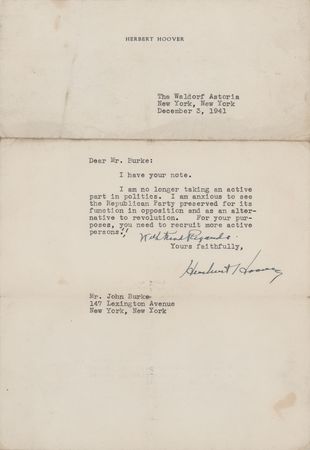 HERBERT HOOVER
The Waldorf Astoria
New York, New York
December 3, 1941
Dear Mr. Burke:
I have your note.
I am no longer taking an active
part in politics. I am anxious to see
the Republican Party preserved for its
function in opposition and as an alter-
native to revolution. For your pur-
poses, you need to recruit more active
persons.
With Kind Regards
Yours faithfully,
Herbert Hoover
Mr. John Burke
147 Lexington Avenue
New York, New York